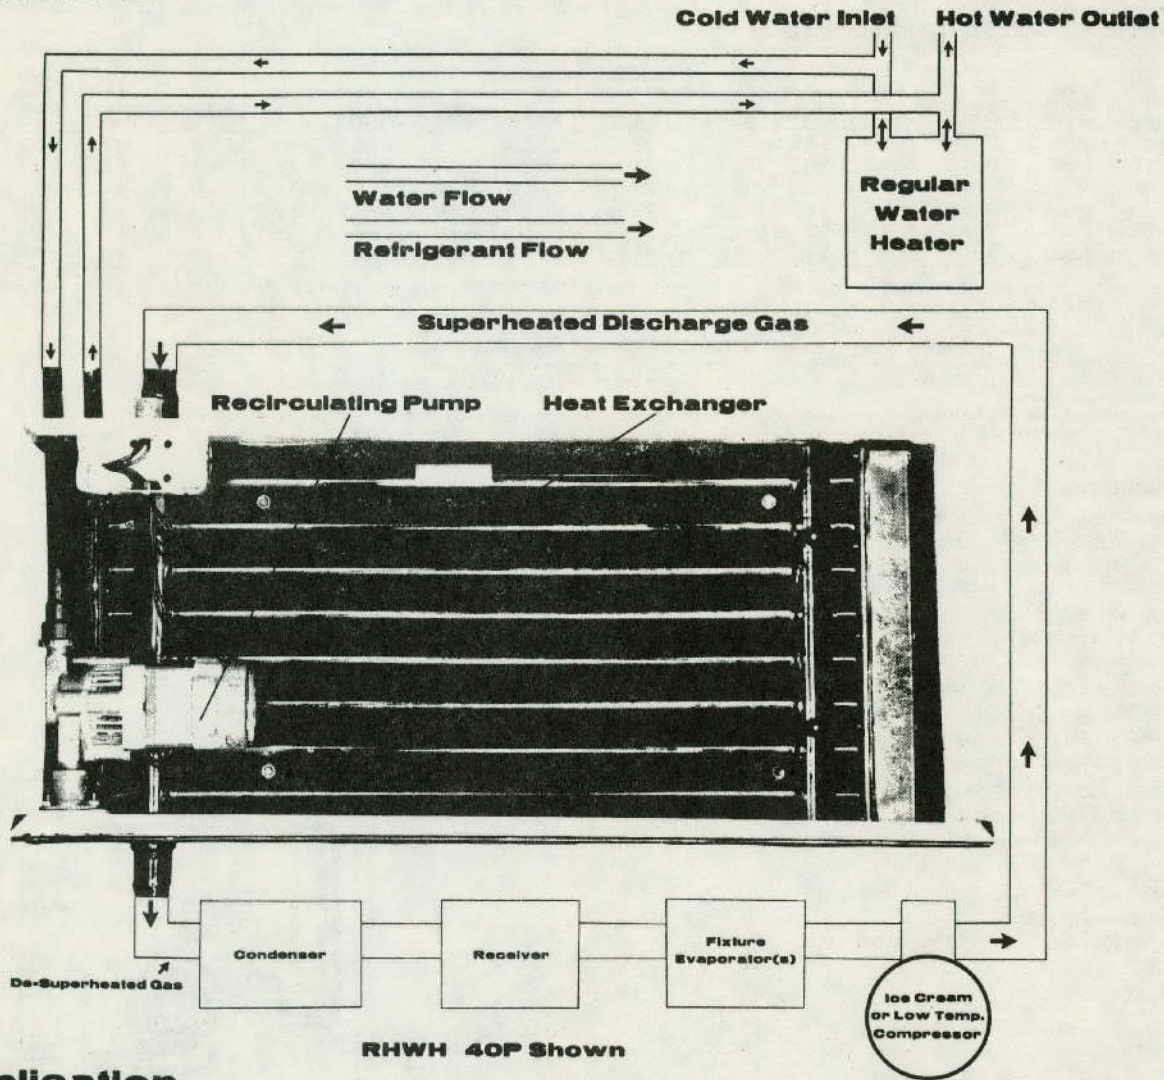 Cold Water Inlet
Hot Water Outlet
Regular
Water
Heater
Water Flow
Refrigerant Flow
Superheated Discharge Gas
Recirculating Pump
Heat Exchanger
Condenser
Receiver
Fixture
Evaporator(s)
De-Superheated Gas
Ice Cream
or Low Temp.
Compressor
RHWH 40P Shown